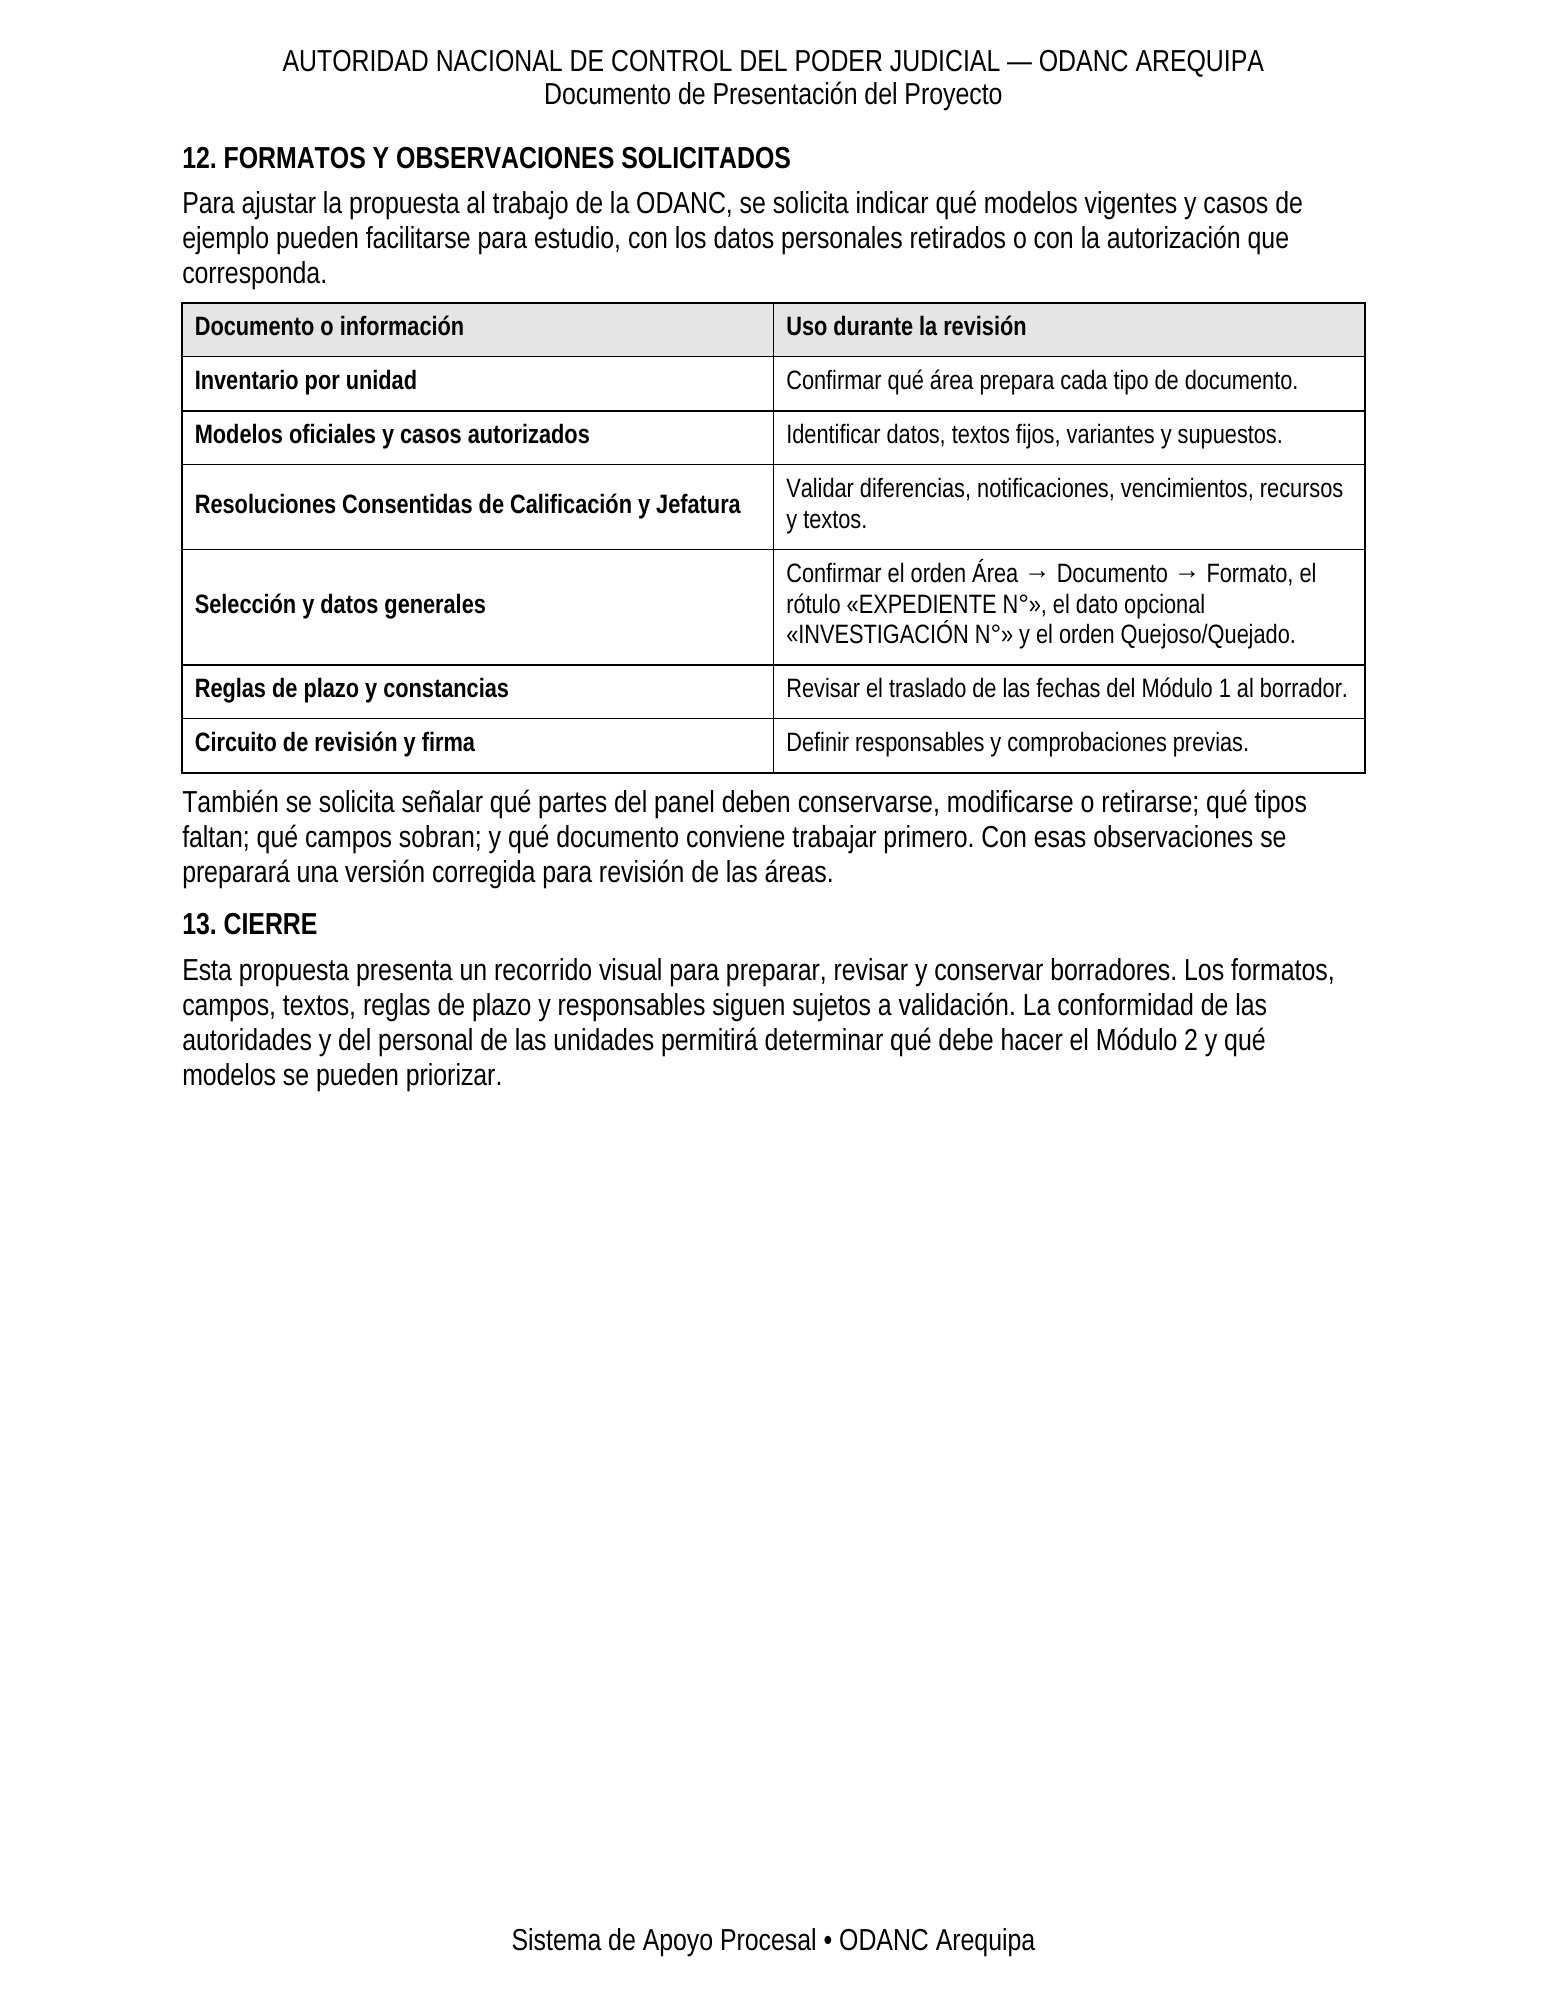 AUTORIDAD NACIONAL DE CONTROL DEL PODER JUDICIAL — ODANC AREQUIPA
Documento de Presentación del Proyecto
12. FORMATOS Y OBSERVACIONES SOLICITADOS
Para ajustar la propuesta al trabajo de la ODANC, se solicita indicar qué modelos vigentes y casos de
ejemplo pueden facilitarse para estudio, con los datos personales retirados o con la autorización que
corresponda.
Documento o información
Uso durante la revisión
Inventario por unidad
Confirmar qué área prepara cada tipo de documento.
Modelos oficiales y casos autorizados
Identificar datos, textos fijos, variantes y supuestos.
Resoluciones Consentidas de Calificación y Jefatura
Validar diferencias, notificaciones, vencimientos, recursos
y textos.
Selección y datos generales
Confirmar el orden Área → Documento → Formato, el
rótulo «EXPEDIENTE N°», el dato opcional
«INVESTIGACIÓN N°» y el orden Quejoso/Quejado.
Reglas de plazo y constancias
Revisar el traslado de las fechas del Módulo 1 al borrador.
Circuito de revisión y firma
Definir responsables y comprobaciones previas.
También se solicita señalar qué partes del panel deben conservarse, modificarse o retirarse; qué tipos
faltan; qué campos sobran; y qué documento conviene trabajar primero. Con esas observaciones se
preparará una versión corregida para revisión de las áreas.
13. CIERRE
Esta propuesta presenta un recorrido visual para preparar, revisar y conservar borradores. Los formatos,
campos, textos, reglas de plazo y responsables siguen sujetos a validación. La conformidad de las
autoridades y del personal de las unidades permitirá determinar qué debe hacer el Módulo 2 y qué
modelos se pueden priorizar.
Sistema de Apoyo Procesal • ODANC Arequipa